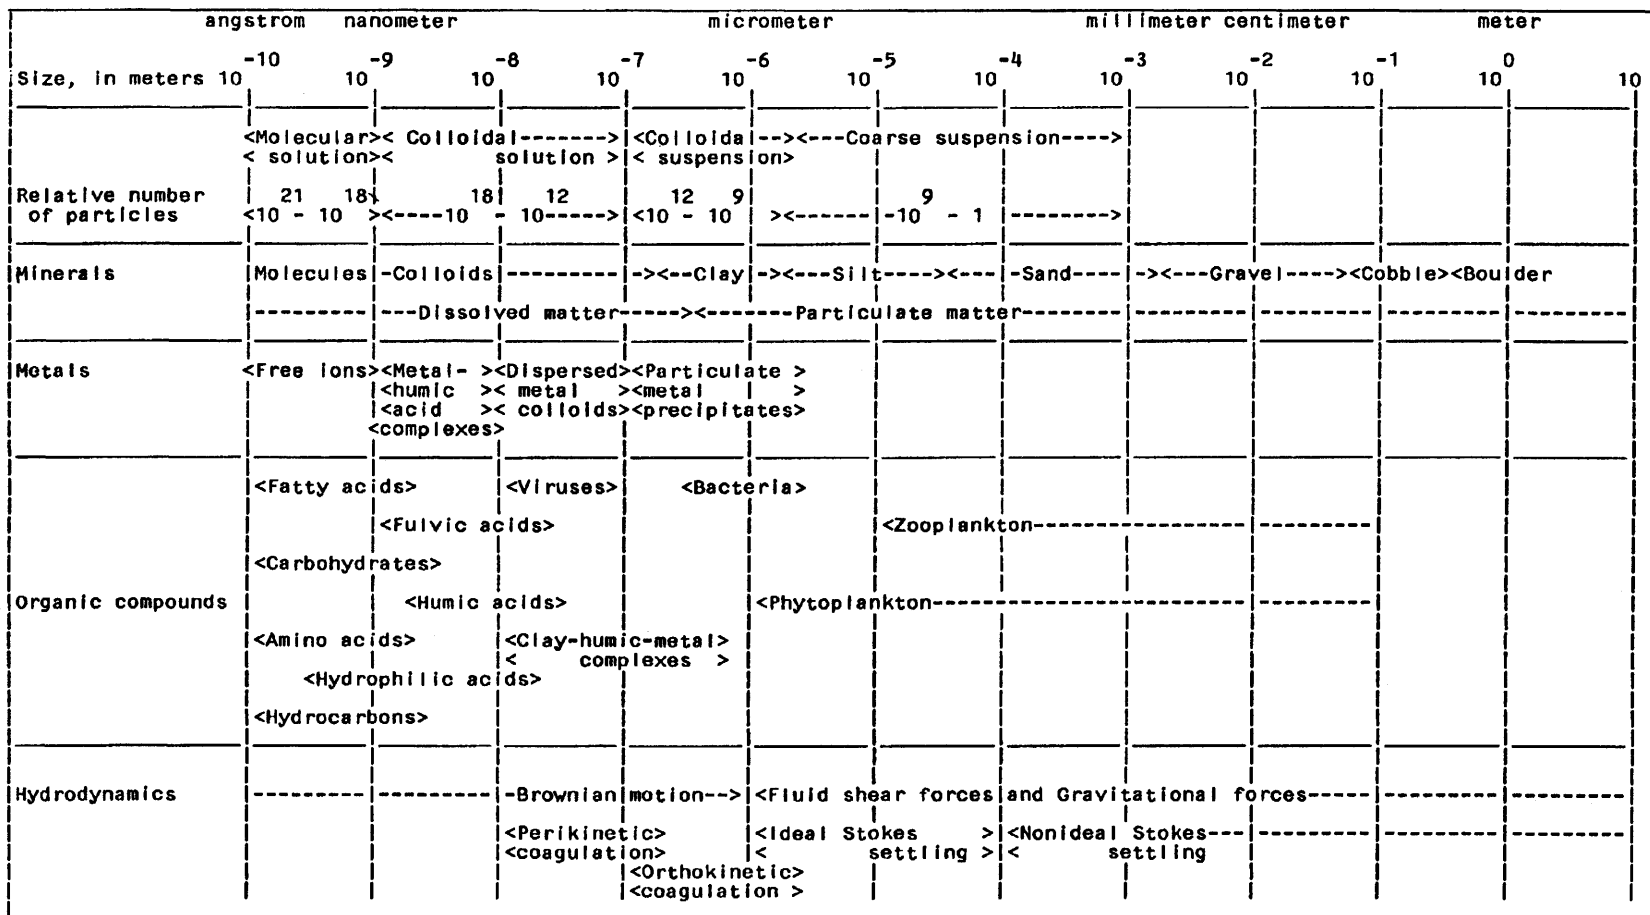 angstrom nanometer micrometer millimeter centimeter meter
-10 -9 -8 -7 -6 -5 -4 -3 -2 -1 0
Size, in meters 10 10 10 10 10 10 10 10 10 10 10 10
<Molecular>< Colloidal-------> <Colloidal--><---Coarse suspension---->
< solution>< solution > < suspension>
Relative number 21 18 18 12 12 9 9
of particles <10 - 10 ><----10 - 10-----> <10 - 10 ><-------10 - 1 -------->
Minerals Molecules -Colloids ----------><--Clay -><---Silt----><--- -Sand---- -><---Gravel----><Cobble><Boulder
--------- ---Dissolved matter-----><-------Particulate matter----------------------------------------
Metals <Free ions><Metal- ><Dispersed><Particulate >
<humic >< metal ><metal >
<acid >< colloids><precipitates>
<complexes>
<Fatty acids> <Viruses> <Bacteria>
<Fulvic acids> <Zooplankton---------------------------
<Carbohydrates>
Organic compounds <Humic acids> <Phytoplankton-----------------------------------
<Amino acids> <Clay-humic-metal>
< complexes >
<Hydrophilic acids>
<Hydrocarbons>
Hydrodynamics --------- --------- -Brownian motion--> <Fluid shear forces and Gravitational forces-------------------------
<Perikinetic> <Ideal Stokes > <Nonideal Stokes---------------------------------
<coagulation> < settling > < settling
<Orthokinetic>
<coagulation >